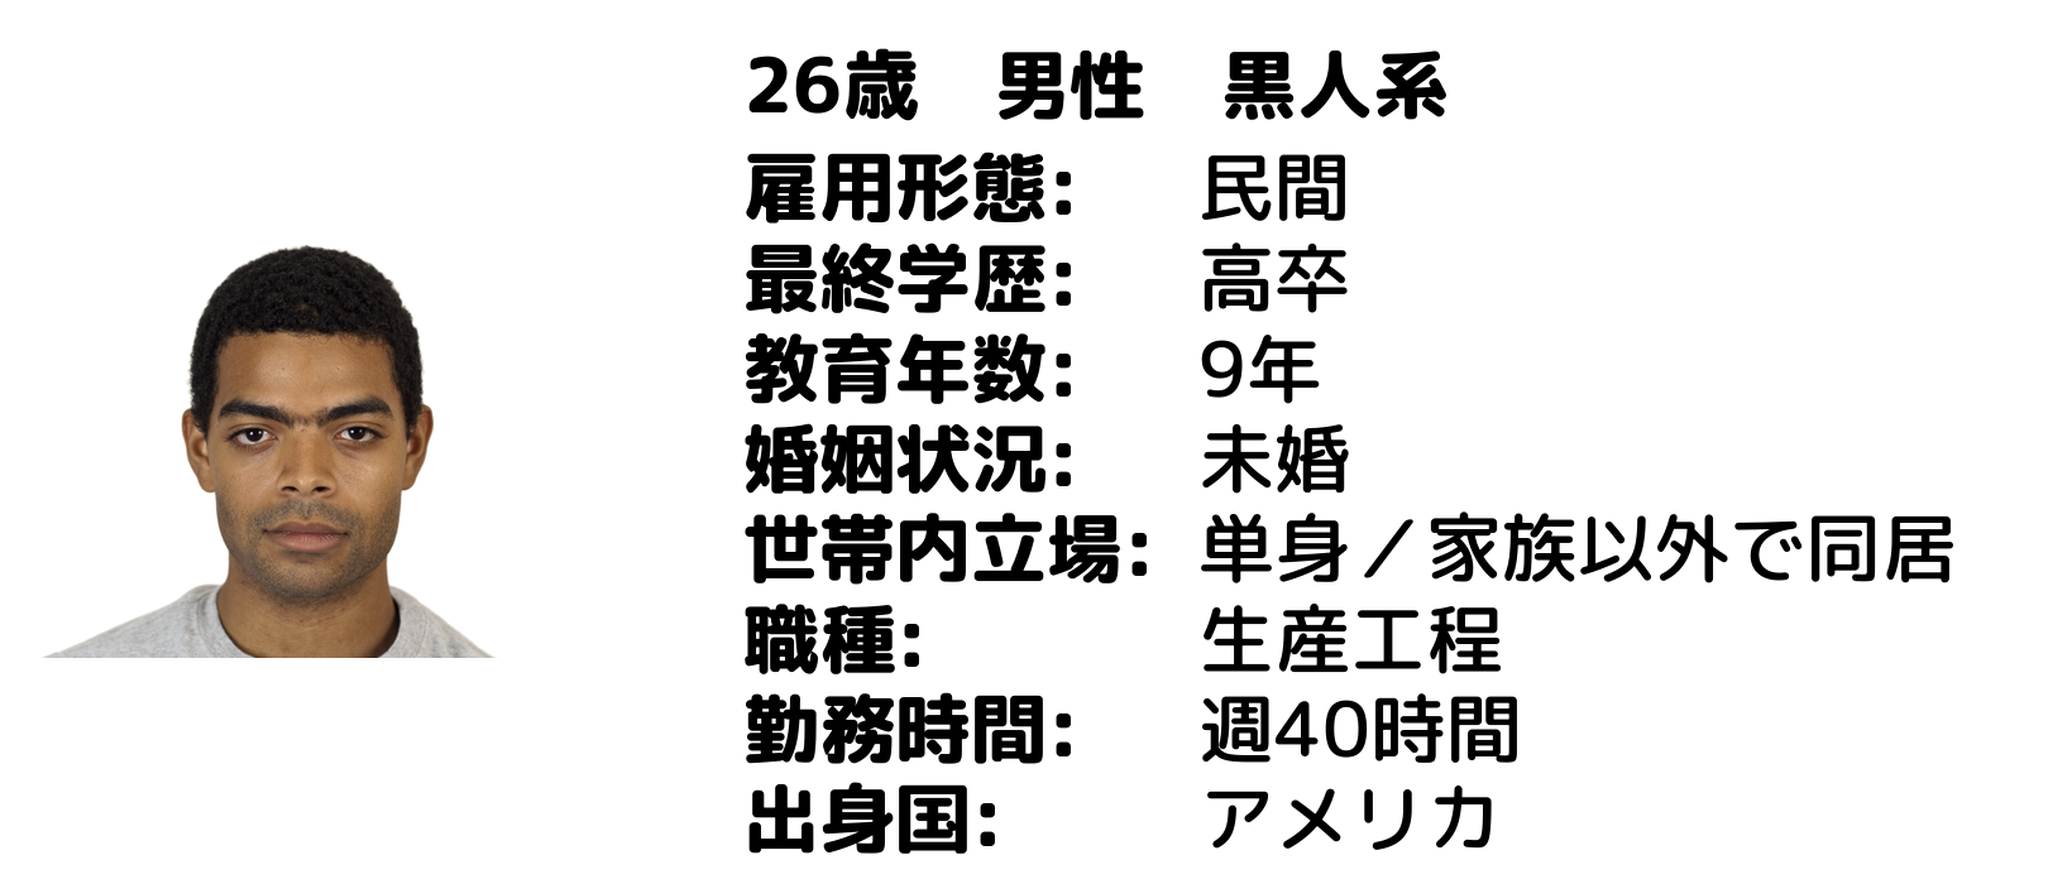 26歳　男性　黒人系
雇用形態:　民間
最終学歴:　高卒
教育年数:　9年
婚姻状況:　未婚
世帯内立場:　単身／家族以外で同居
職種:　生産工程
勤務時間:　週40時間
出身国:　アメリカ